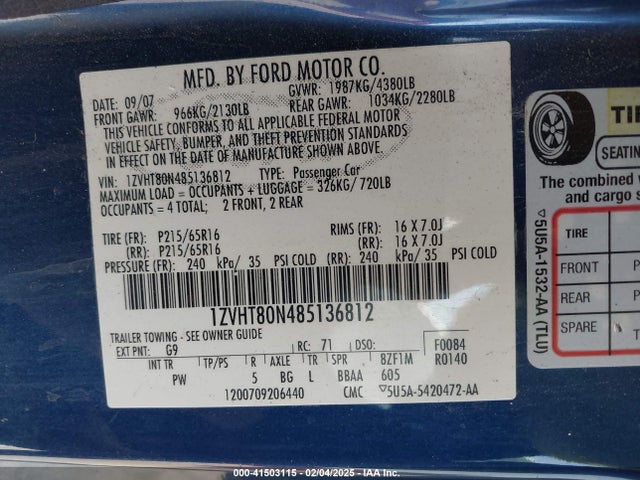 MFD. BY FORD MOTOR CO.
DATE: 09/07
GVWR: 1987KG/4380LB
FRONT GAWR: 966KG/2130LB
REAR GAWR: 1034KG/2280LB
THIS VEHICLE CONFORMS TO ALL APPLICABLE FEDERAL MOTOR
VEHICLE SAFETY, BUMPER, AND THEFT PREVENTION STANDARDS
IN EFFECT ON THE DATE OF MANUFACTURE SHOWN ABOVE.
VIN: 1ZVHT80N485136812 TYPE: Passenger Car
MAXIMUM LOAD = OCCUPANTS + LUGGAGE = 326KG/ 720LB
OCCUPANTS = 4 TOTAL; 2 FRONT, 2 REAR
TIRE (FR): P215/65R16 RIMS (FR): 16 X 7.0J
(RR): P215/65R16 (RR): 16 X 7.0J
PRESSURE (FR): 240 kPa/ 35 PSI COLD (RR): 240 kPa/ 35 PSI COLD
1ZVHT80N485136812
TRAILER TOWING - SEE OWNER GUIDE
EXT PNT: G9 RC: 71 DSO: F0084
INT TR TP/PS R AXLE TR SPR 8ZF1M R0140
PW 5 BG L BBAA 605
1200709206440 CMC ▽5U5A-5420472-AA
TIRE
SEATING
The combined
and cargo s
TIRE
FRONT P
REAR P
SPARE T
▽5U5A-1532-AA (TLU)
000-41503115 - 02/04/2025 - IAA Inc.